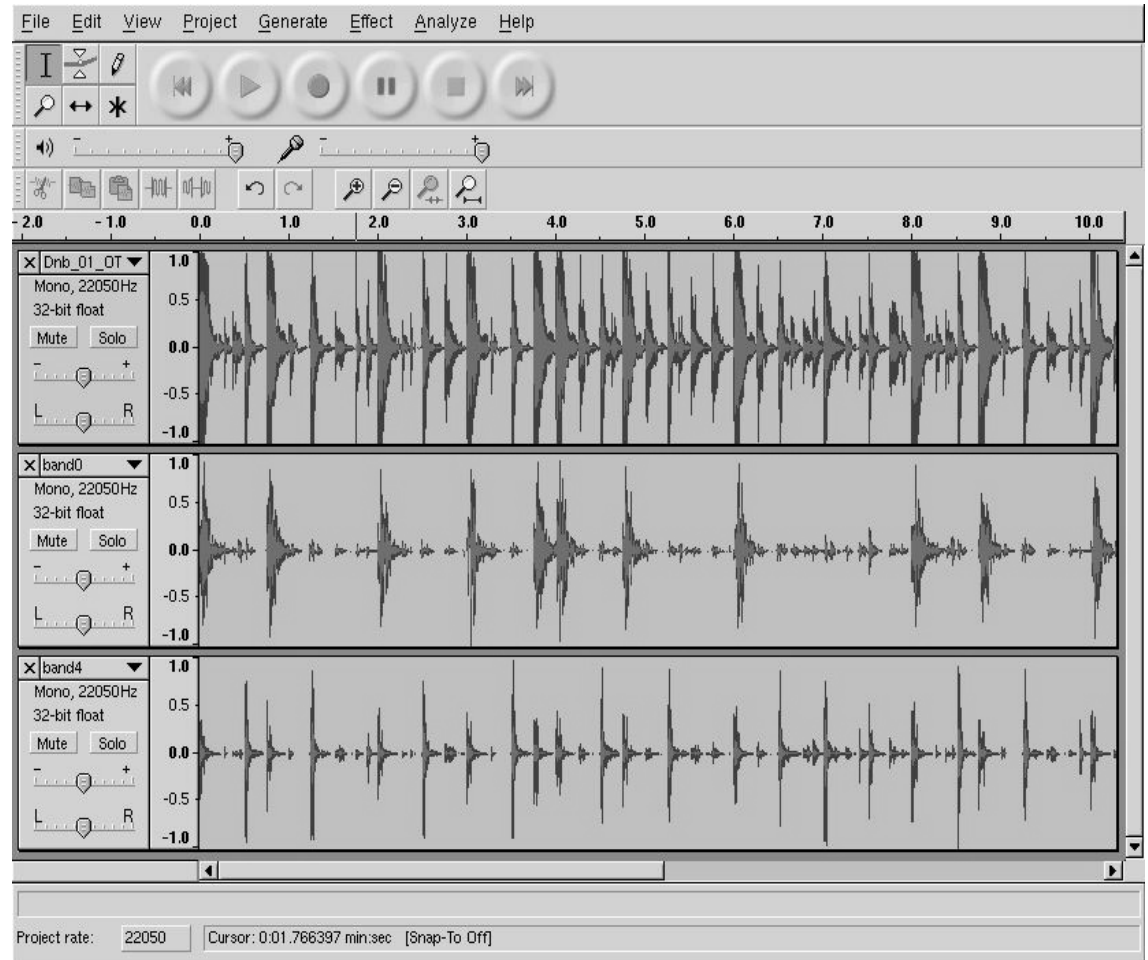 File Edit View Project Generate Effect Analyze Help
- + - +
- 2.0 - 1.0 0.0 1.0 2.0 3.0 4.0 5.0 6.0 7.0 8.0 9.0 10.0
X Dnb_01_OT
Mono, 22050Hz
32-bit float
Mute Solo
- +
L R
1.0
0.5
0.0
-0.5
-1.0
X band0
Mono, 22050Hz
32-bit float
Mute Solo
- +
L R
1.0
0.5
0.0
-0.5
-1.0
X band4
Mono, 22050Hz
32-bit float
Mute Solo
- +
L R
1.0
0.5
0.0
-0.5
-1.0
Project rate: 22050 Cursor: 0:01.766397 min:sec [Snap-To Off]